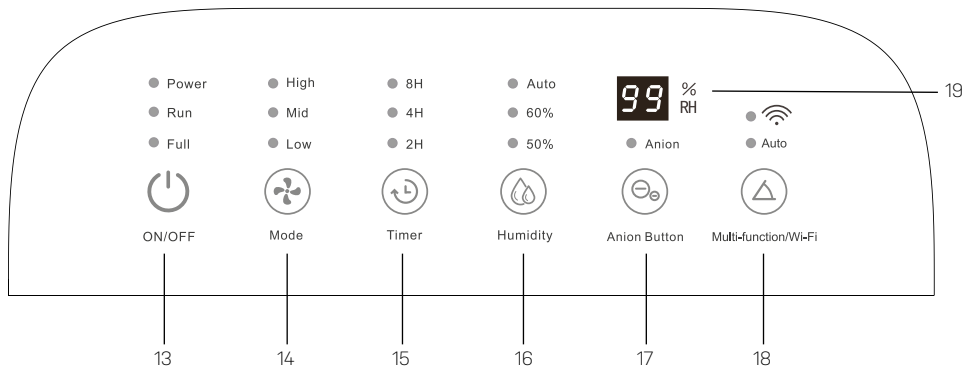 Power High 8H Auto 99 % RH 19
Run Mid 4H 60%
Full Low 2H 50% Anion Auto
ON/OFF Mode Timer Humidity Anion Button Multi-function/Wi-Fi
13 14 15 16 17 18